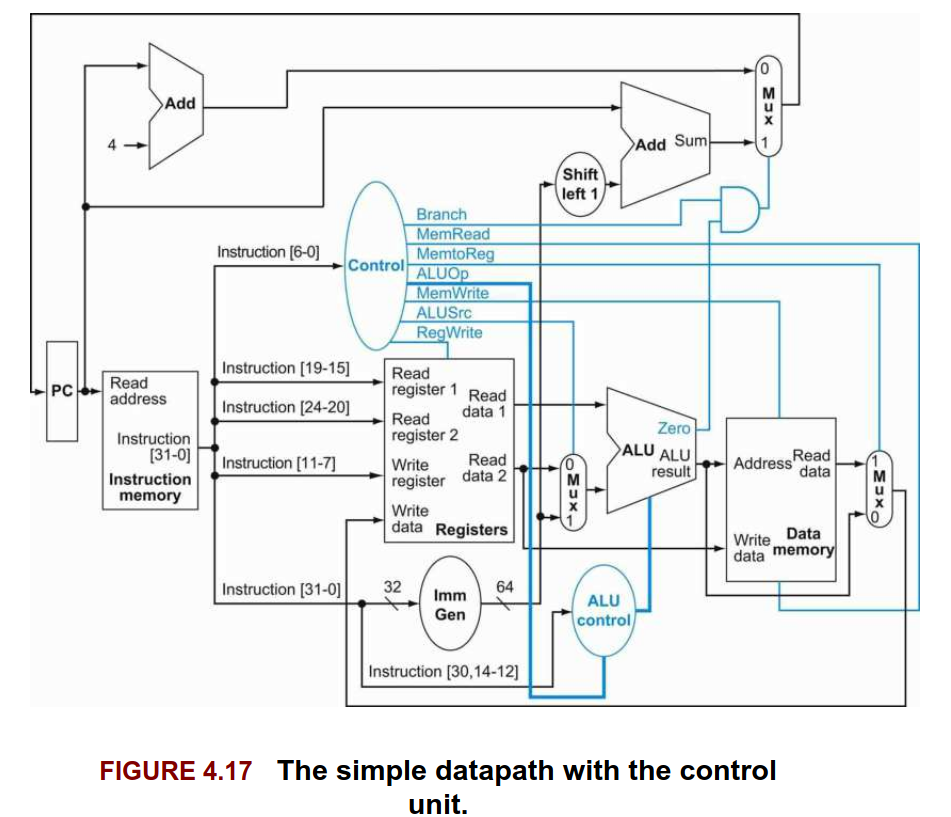 Add
4
0
Mux
1
Add Sum
Shift
left 1
Branch
MemRead
MemtoReg
ALUOp
MemWrite
ALUSrc
RegWrite
Instruction [6-0]
Control
PC
Read
address
Instruction
[31-0]
Instruction
memory
Instruction [19-15]
Instruction [24-20]
Instruction [11-7]
Instruction [31-0]
Read
register 1
Read
data 1
Read
register 2
Write
register
Read
data 2
Write
data
Registers
0
Mux
1
Zero
ALU
ALU
result
Address
Read
data
Write
data
Data
memory
1
Mux
0
32
Imm
Gen
64
ALU
control
Instruction [30,14-12]
FIGURE 4.17 The simple datapath with the control
unit.